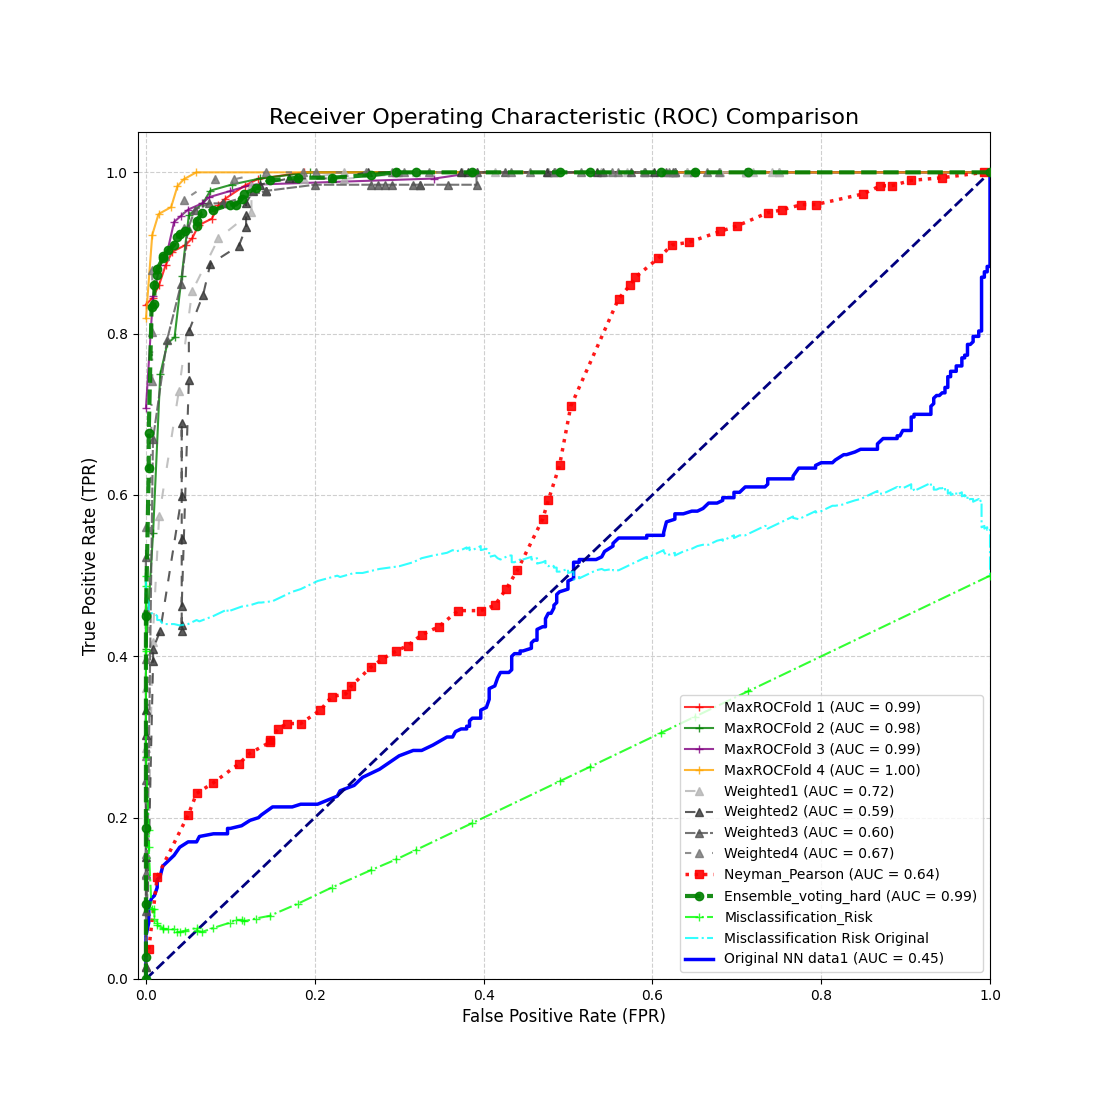 Receiver Operating Characteristic (ROC) Comparison
True Positive Rate (TPR)
1.0
0.8
0.6
0.4
0.2
0.0
MaxROCFold 1 (AUC = 0.99)
MaxROCFold 2 (AUC = 0.98)
MaxROCFold 3 (AUC = 0.99)
MaxROCFold 4 (AUC = 1.00)
Weighted1 (AUC = 0.72)
Weighted2 (AUC = 0.59)
Weighted3 (AUC = 0.60)
Weighted4 (AUC = 0.67)
Neyman_Pearson (AUC = 0.64)
Ensemble_voting_hard (AUC = 0.99)
Misclassification_Risk
Misclassification Risk Original
Original NN data1 (AUC = 0.45)
0.0 0.2 0.4 0.6 0.8 1.0
False Positive Rate (FPR)